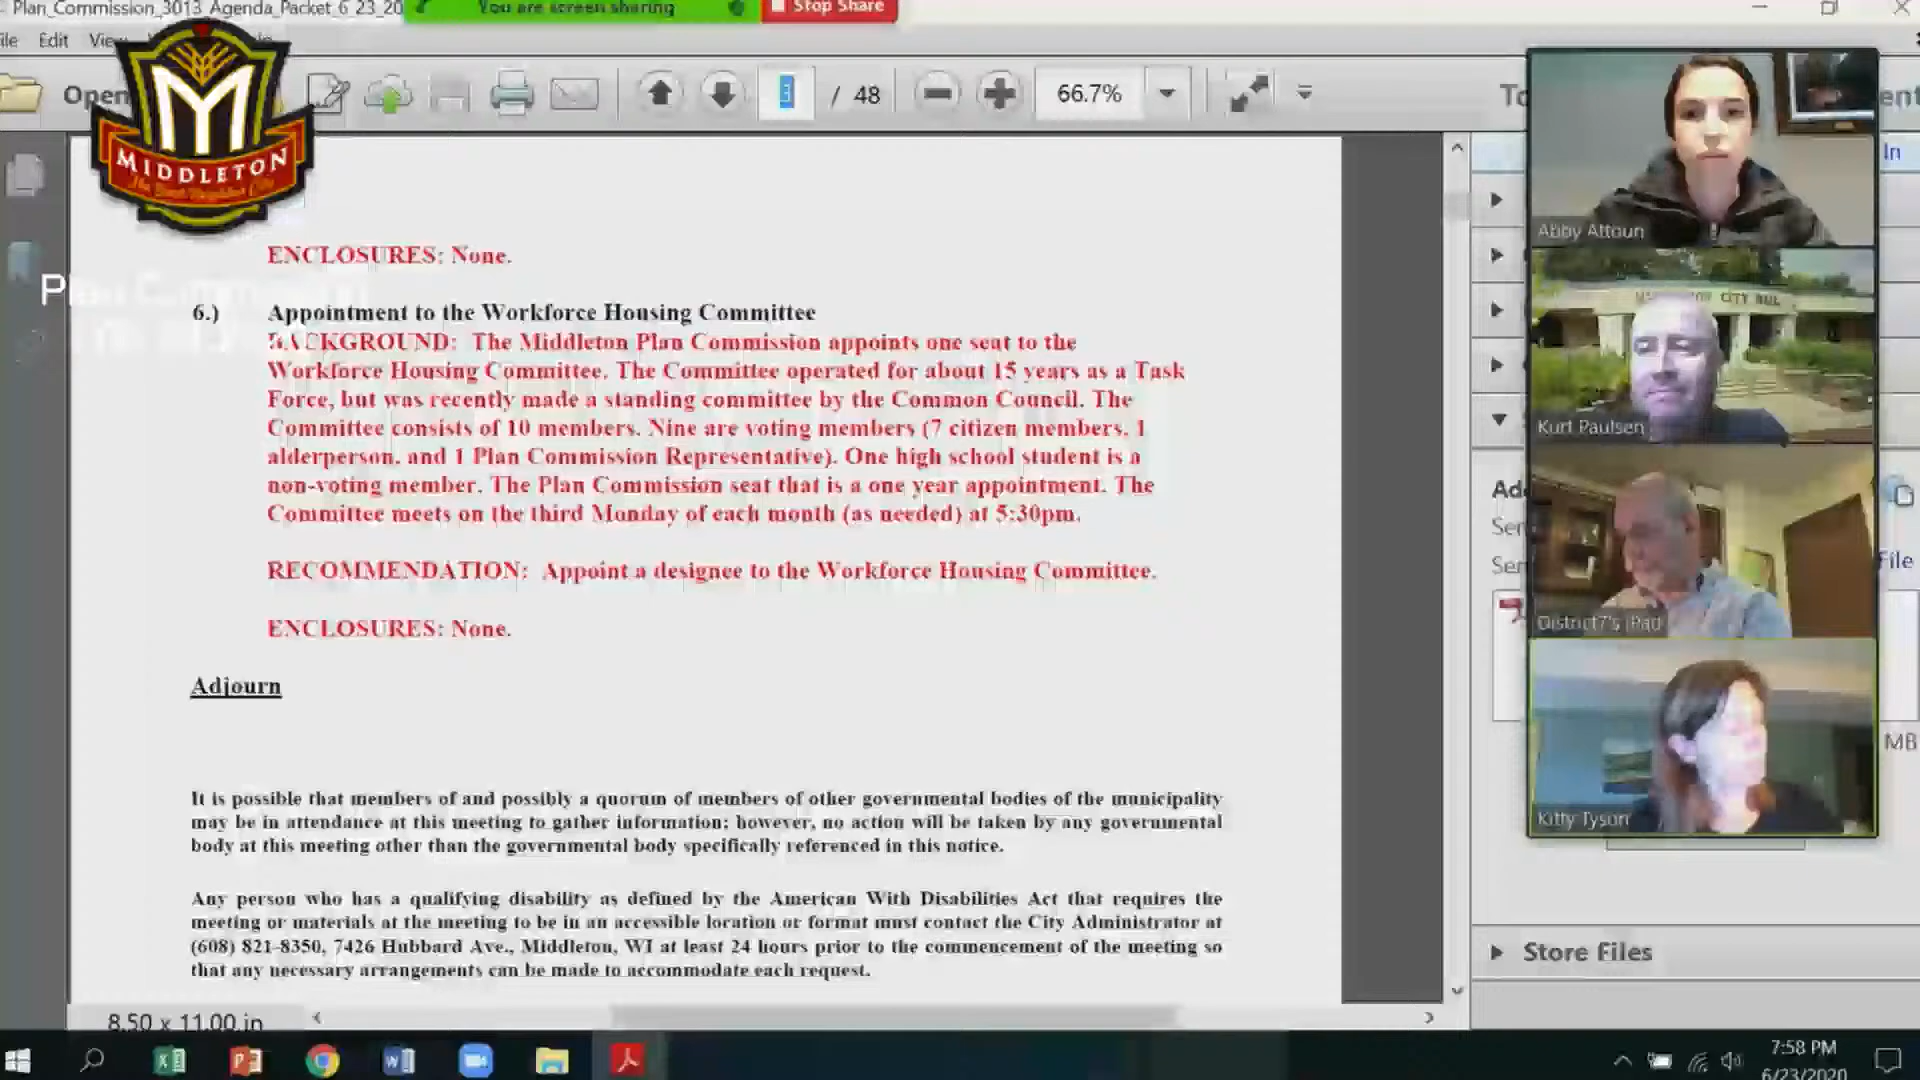 Plan_Commission_3013_Agenda_Packet_6_23_20
You are screen sharing
Stop Share
File Edit View
Open
3 / 48
66.7%
MIDDLETON
Plan Commission
ENCLOSURES: None.
6.) Appointment to the Workforce Housing Committee
BACKGROUND: The Middleton Plan Commission appoints one seat to the
Workforce Housing Committee. The Committee operated for about 15 years as a Task
Force, but was recently made a standing committee by the Common Council. The
Committee consists of 10 members. Nine are voting members (7 citizen members, 1
alderperson, and 1 Plan Commission Representative). One high school student is a
non-voting member. The Plan Commission seat that is a one year appointment. The
Committee meets on the third Monday of each month (as needed) at 5:30pm.
RECOMMENDATION: Appoint a designee to the Workforce Housing Committee.
ENCLOSURES: None.
Adjourn
It is possible that members of and possibly a quorum of members of other governmental bodies of the municipality
may be in attendance at this meeting to gather information; however, no action will be taken by any governmental
body at this meeting other than the governmental body specifically referenced in this notice.
Any person who has a qualifying disability as defined by the American With Disabilities Act that requires the
meeting or materials at the meeting to be in an accessible location or format must contact the City Administrator at
(608) 821-8350, 7426 Hubbard Ave., Middleton, WI at least 24 hours prior to the commencement of the meeting so
that any necessary arrangements can be made to accommodate each request.
8.50 x 11.00 in
In
Abby Attoun
CITY HALL
Kurt Paulsen
District7's iPad
File
Kitty Tyson
MB
Store Files
7:58 PM
6/23/2020